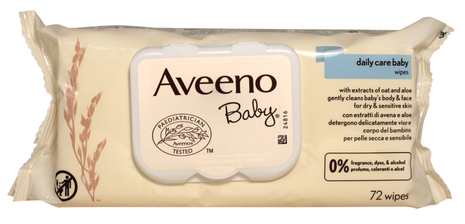 Aveeno
Baby®
PAEDIATRICIAN
Aveeno®
TESTED
TM
24816
daily care baby
wipes
with extracts of oat and aloe
gently cleans baby's body & face
for dry & sensitive skin
con estratti di avena e aloe
detergono delicatamente viso e
corpo del bambino
per pelle secca e sensibile
0% fragrance, dyes, & alcohol
profumo, coloranti e alcol
72 wipes